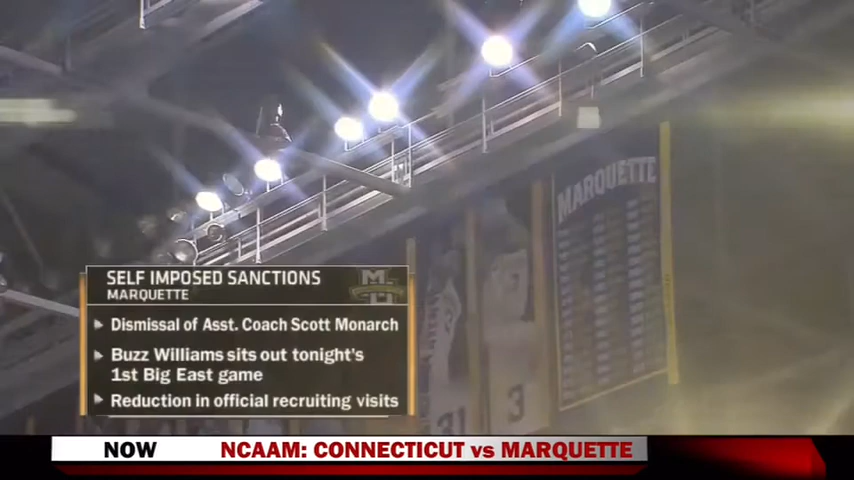 MARQUETTE
SELF IMPOSED SANCTIONS
MARQUETTE
Dismissal of Asst. Coach Scott Monarch
Buzz Williams sits out tonight's
1st Big East game
Reduction in official recruiting visits
31
3
3
NOW
NCAAM: CONNECTICUT vs MARQUETTE